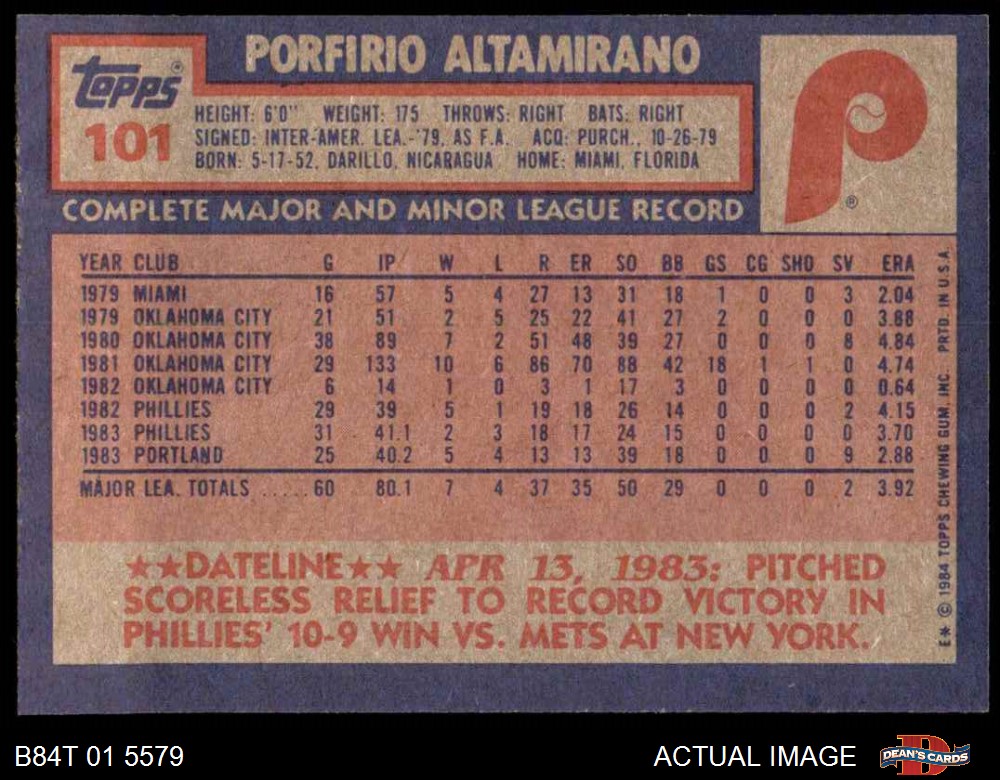 PORFIRIO ALTAMIRANO
Topps®
101
HEIGHT: 6'0" WEIGHT: 175 THROWS: RIGHT BATS: RIGHT
SIGNED: INTER-AMER. LEA.-'79, AS F.A. ACQ: PURCH., 10-26-79
BORN: 5-17-52, DARILLO, NICARAGUA HOME: MIAMI, FLORIDA
P
®
COMPLETE MAJOR AND MINOR LEAGUE RECORD
YEAR CLUB G IP W L R ER SO BB GS CG SHO SV ERA
1979 MIAMI 16 57 5 4 27 13 31 18 1 0 0 3 2.04
1979 OKLAHOMA CITY 21 51 2 5 25 22 41 27 2 0 0 0 3.88
1980 OKLAHOMA CITY 38 89 7 2 51 48 39 27 0 0 0 8 4.84
1981 OKLAHOMA CITY 29 133 10 6 86 70 88 42 18 1 1 0 4.74
1982 OKLAHOMA CITY 6 14 1 0 3 1 17 3 0 0 0 0 0.64
1982 PHILLIES 29 39 5 1 19 18 26 14 0 0 0 2 4.15
1983 PHILLIES 31 41.1 2 3 18 17 24 15 0 0 0 0 3.70
1983 PORTLAND 25 40.2 5 4 13 13 39 18 0 0 0 9 2.88
MAJOR LEA. TOTALS ..... 60 80.1 7 4 37 35 50 29 0 0 0 2 3.92
★★DATELINE★★ APR 13, 1983: PITCHED
SCORELESS RELIEF TO RECORD VICTORY IN
PHILLIES' 10-9 WIN VS. METS AT NEW YORK.
E* © 1984 TOPPS CHEWING GUM, INC. PRTD. IN U.S.A.
B84T 01 5579
ACTUAL IMAGE
D
DEAN'S CARDS